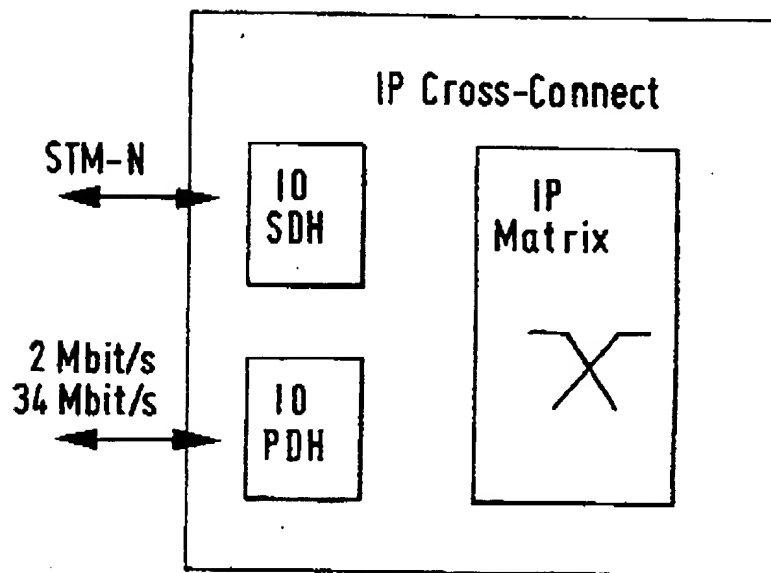 IP Cross-Connect
STM-N
IO
SDH
IP
Matrix
2 Mbit/s
34 Mbit/s
IO
PDH